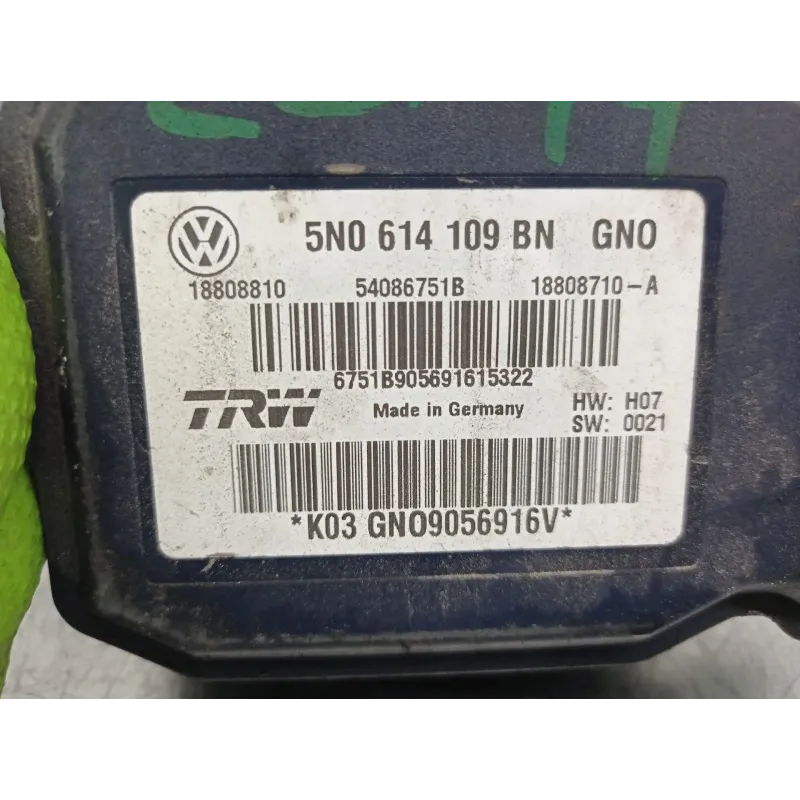 5N0 614 109 BN GNO
18808810 54086751B 18808710-A
6751B905691615322
TRW Made in Germany HW: H07
SW: 0021
*K03 GNO9056916V*